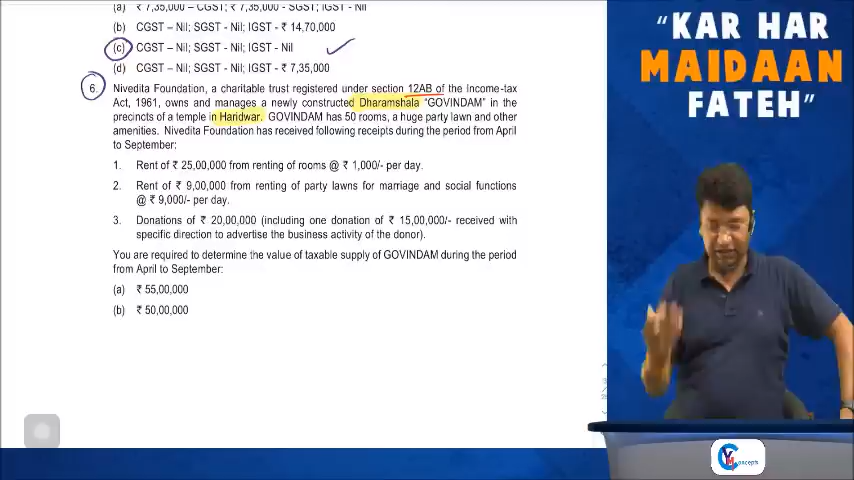 (a) ₹ 7,35,000 – CGST; ₹ 7,35,000 - SGST; IGST - Nil
(b) CGST – Nil; SGST - Nil; IGST - ₹ 14,70,000
(c) CGST – Nil; SGST - Nil; IGST - Nil
(d) CGST – Nil; SGST - Nil; IGST - ₹ 7,35,000
6. Nivedita Foundation, a charitable trust registered under section 12AB of the Income-tax
Act, 1961, owns and manages a newly constructed Dharamshala “GOVINDAM” in the
precincts of a temple in Haridwar. GOVINDAM has 50 rooms, a huge party lawn and other
amenities. Nivedita Foundation has received following receipts during the period from April
to September:
1. Rent of ₹ 25,00,000 from renting of rooms @ ₹ 1,000/- per day.
2. Rent of ₹ 9,00,000 from renting of party lawns for marriage and social functions
@ ₹ 9,000/- per day.
3. Donations of ₹ 20,00,000 (including one donation of ₹ 15,00,000/- received with
specific direction to advertise the business activity of the donor).
You are required to determine the value of taxable supply of GOVINDAM during the period
from April to September:
(a) ₹ 55,00,000
(b) ₹ 50,00,000
“KAR HAR
MAIDAAN
FATEH”